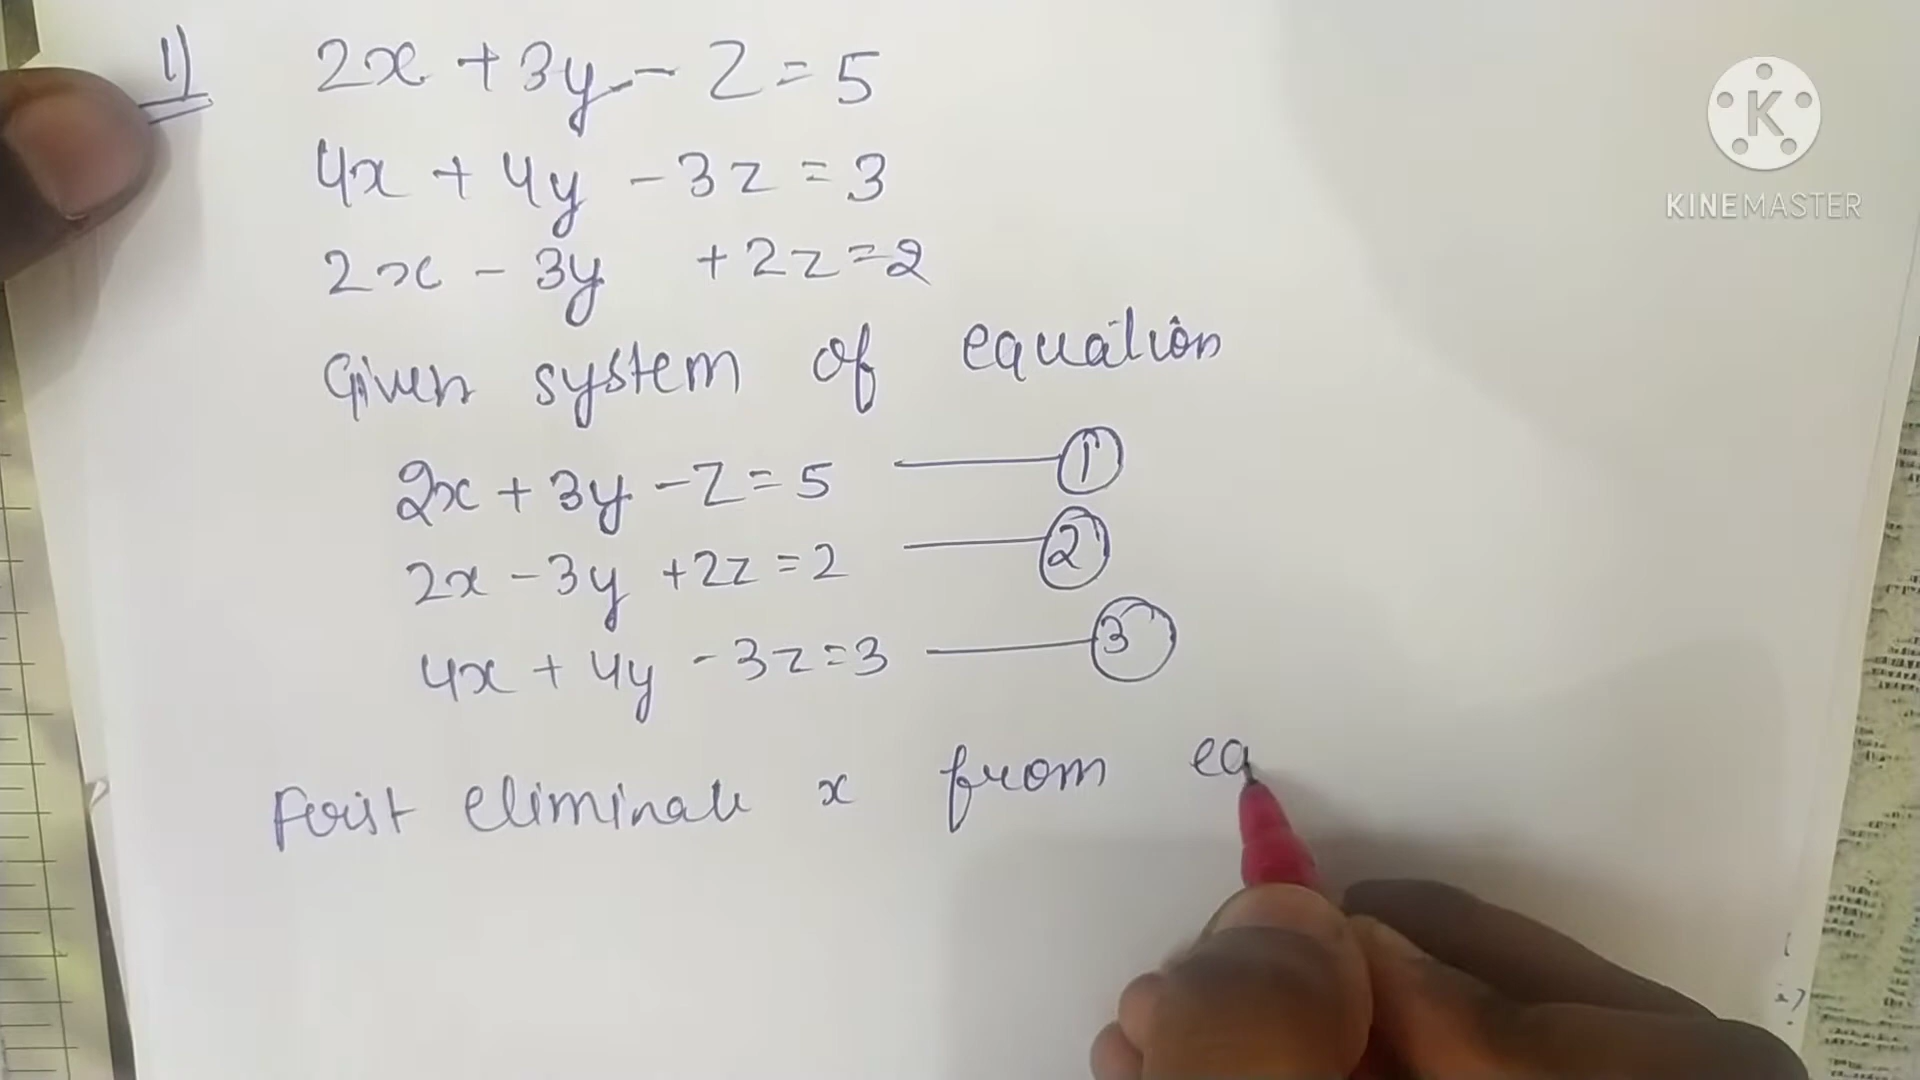 1) 2x + 3y - z = 5
4x + 4y - 3z = 3
2x - 3y + 2z = 2
Given system of equation
2x + 3y - z = 5 —— 1
2x - 3y + 2z = 2 —— 2
4x + 4y - 3z = 3 —— 3
First eliminate x from eq
K
KINEMASTER